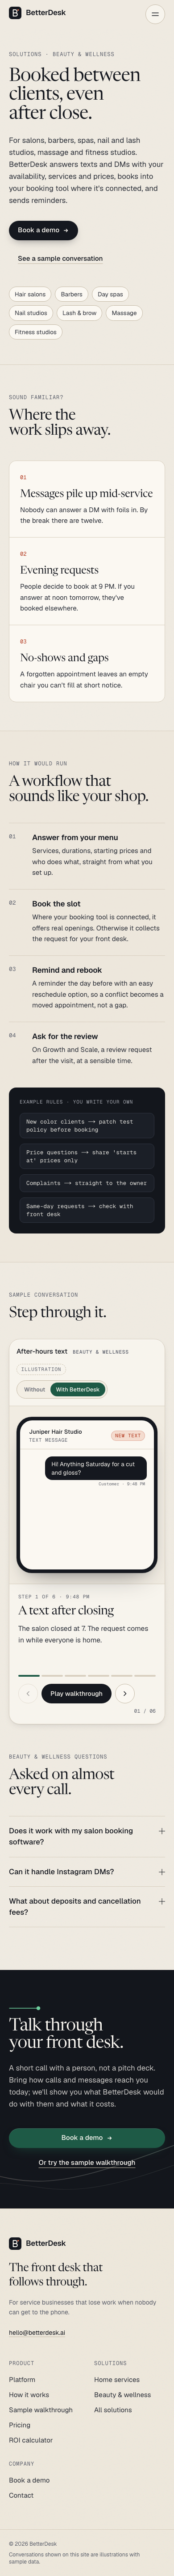 BetterDesk
SOLUTIONS · BEAUTY & WELLNESS
Booked between
clients, even
after close.
For salons, barbers, spas, nail and lash
studios, massage and fitness studios.
BetterDesk answers texts and DMs with your
availability, services and prices, books into
your booking tool where it's connected, and
sends reminders.
Book a demo →
See a sample conversation
Hair salons
Barbers
Day spas
Nail studios
Lash & brow
Massage
Fitness studios
SOUND FAMILIAR?
Where the
work slips away.
01
Messages pile up mid-service
Nobody can answer a DM with foils in. By
the break there are twelve.
02
Evening requests
People decide to book at 9 PM. If you
answer at noon tomorrow, they've
booked elsewhere.
03
No-shows and gaps
A forgotten appointment leaves an empty
chair you can't fill at short notice.
HOW IT WOULD RUN
A workflow that
sounds like your shop.
01
Answer from your menu
Services, durations, starting prices and
who does what, straight from what you
set up.
02
Book the slot
Where your booking tool is connected, it
offers real openings. Otherwise it collects
the request for your front desk.
03
Remind and rebook
A reminder the day before with an easy
reschedule option, so a conflict becomes a
moved appointment, not a gap.
04
Ask for the review
On Growth and Scale, a review request
after the visit, at a sensible time.
EXAMPLE RULES · YOU WRITE YOUR OWN
New color clients → patch test
policy before booking
Price questions → share 'starts
at' prices only
Complaints → straight to the owner
Same-day requests → check with
front desk
SAMPLE CONVERSATION
Step through it.
After-hours text BEAUTY & WELLNESS
ILLUSTRATION
Without
With BetterDesk
Juniper Hair Studio
TEXT MESSAGE
NEW TEXT
Hi! Anything Saturday for a cut
and gloss?
Customer · 9:48 PM
STEP 1 OF 6 · 9:48 PM
A text after closing
The salon closed at 7. The request comes
in while everyone is home.
Play walkthrough
01 / 06
BEAUTY & WELLNESS QUESTIONS
Asked on almost
every call.
Does it work with my salon booking
software?
Can it handle Instagram DMs?
What about deposits and cancellation
fees?
Talk through
your front desk.
A short call with a person, not a pitch deck.
Bring how calls and messages reach you
today; we'll show you what BetterDesk would
do with them and what it costs.
Book a demo →
Or try the sample walkthrough
BetterDesk
The front desk that
follows through.
For service businesses that lose work when nobody
can get to the phone.
hello@betterdesk.ai
PRODUCT
Platform
How it works
Sample walkthrough
Pricing
ROI calculator
SOLUTIONS
Home services
Beauty & wellness
All solutions
COMPANY
Book a demo
Contact
© 2026 BetterDesk
Conversations shown on this site are illustrations with
sample data.